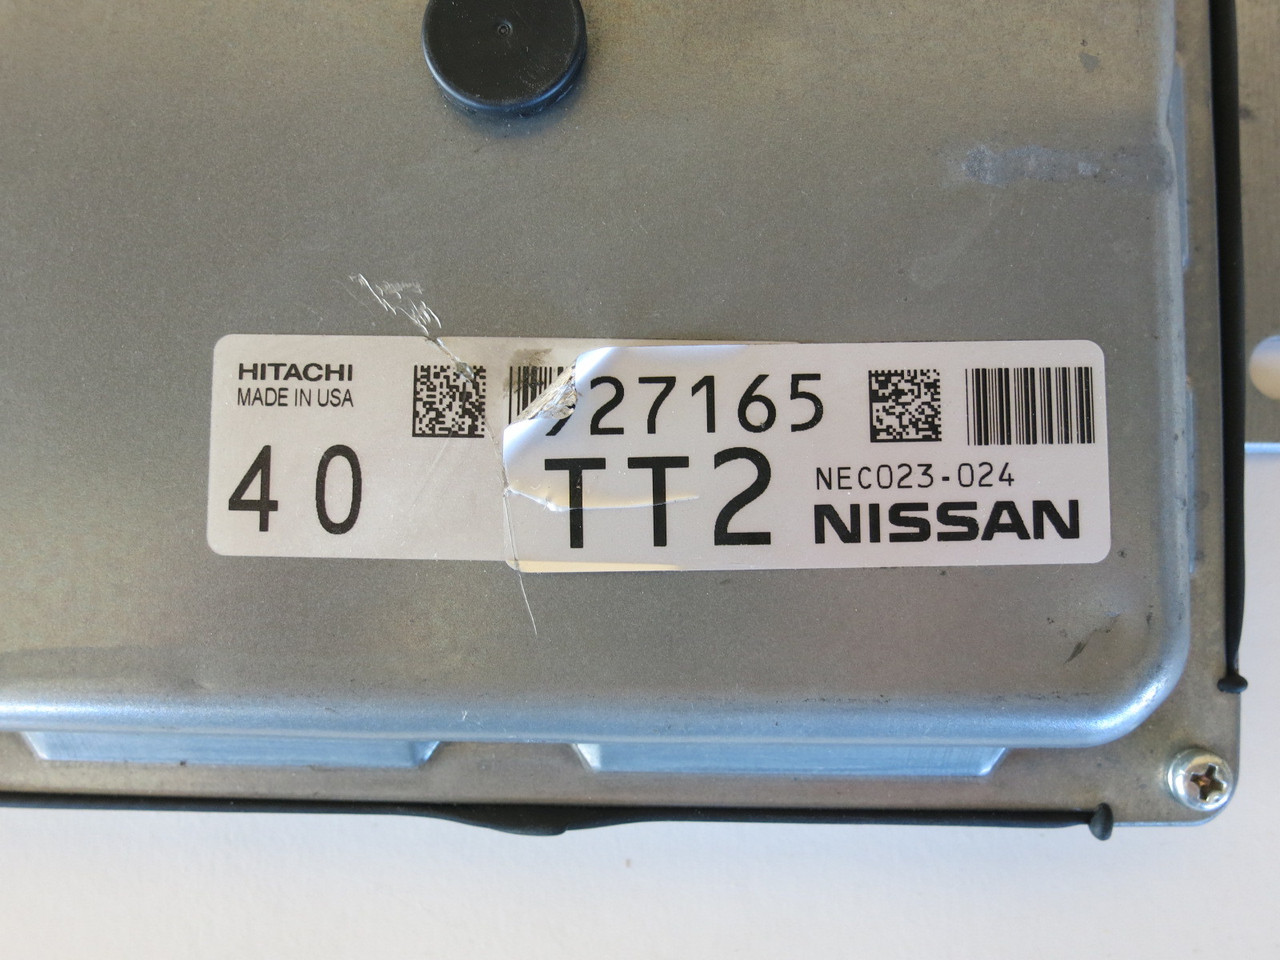 HITACHI
MADE IN USA
40
27165
TT2
NEC023-024
NISSAN